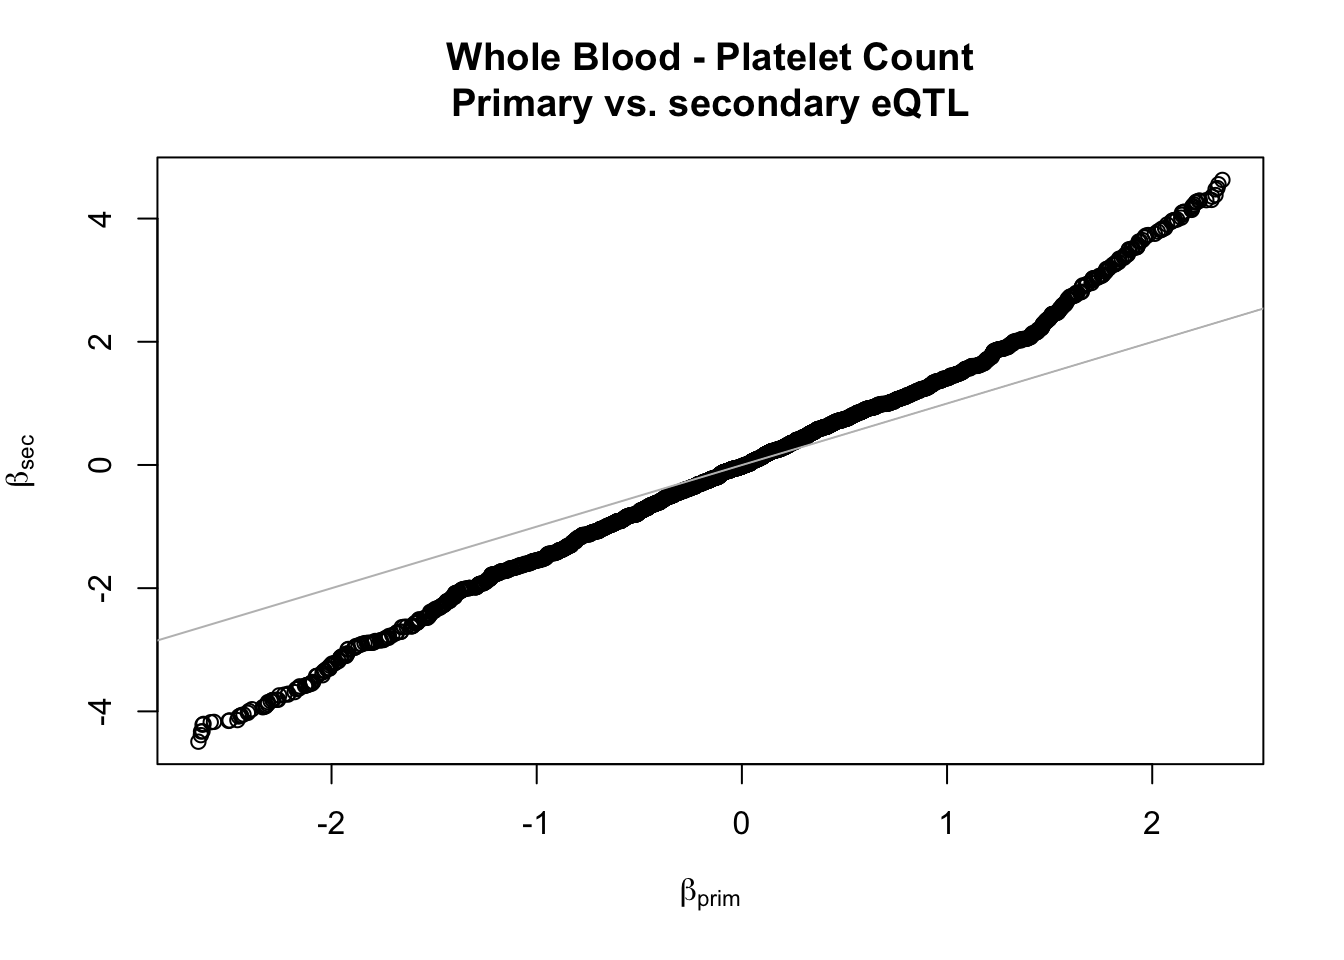 Whole Blood - Platelet Count
Primary vs. secondary eQTL
βsec
4
2
0
-2
-4
-2
-1
0
1
2
βprim